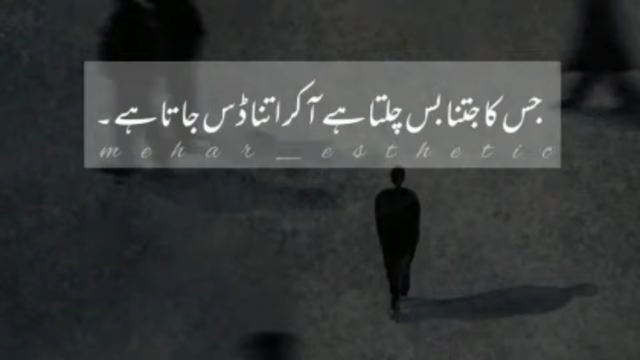 جس کا جتنا بس چلتا ہے آ کر اتنا ڈس جاتا ہے ۔
mehar_esthetic